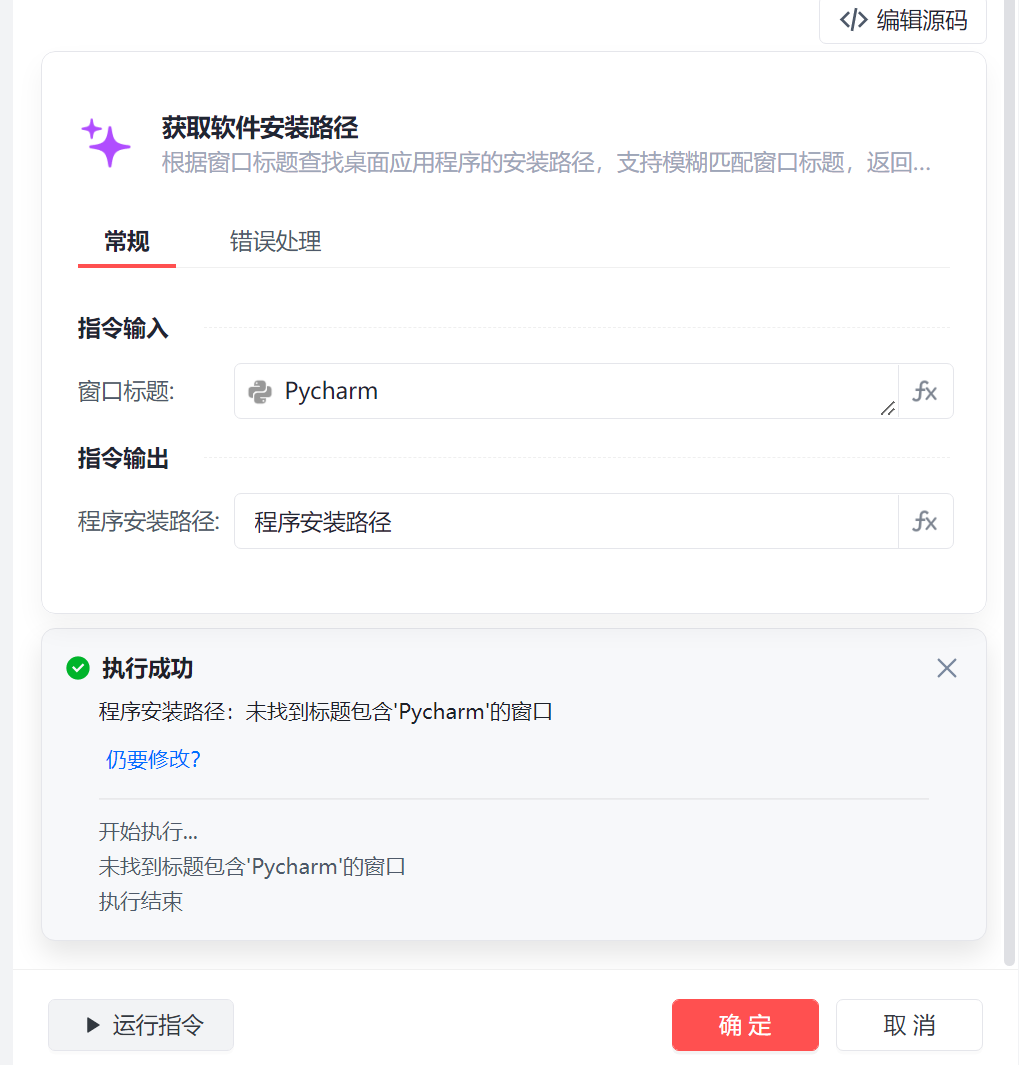 </> 编辑源码
获取软件安装路径
根据窗口标题查找桌面应用程序的安装路径，支持模糊匹配窗口标题，返回...
常规 错误处理
指令输入
窗口标题: Pycharm fx
指令输出
程序安装路径: 程序安装路径 fx
执行成功
程序安装路径：未找到标题包含'Pycharm'的窗口
仍要修改?
开始执行...
未找到标题包含'Pycharm'的窗口
执行结束
运行指令 确定 取消